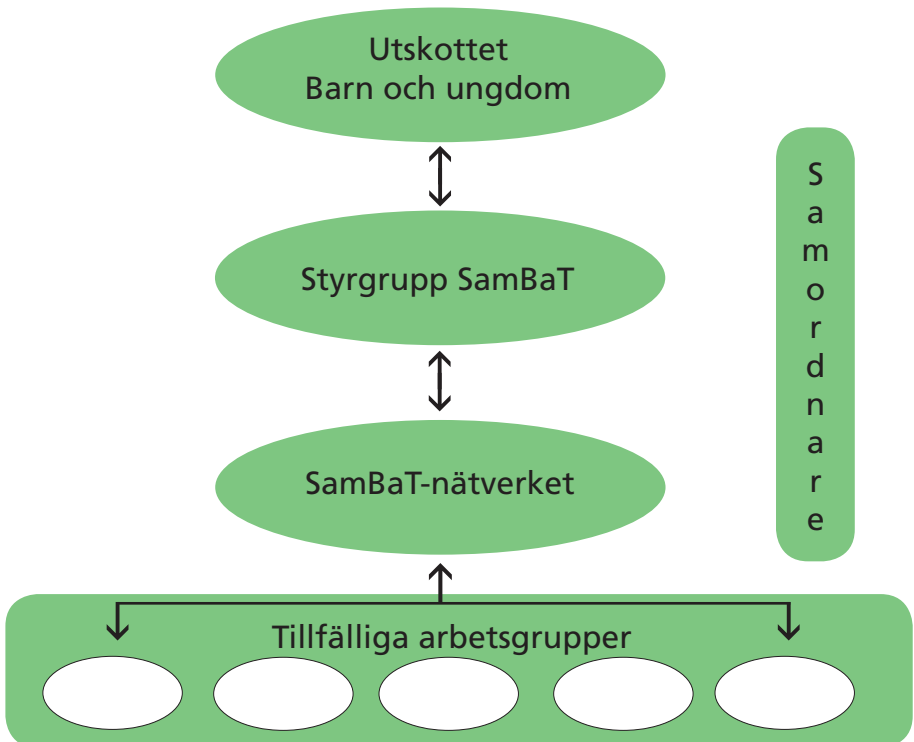 Utskottet
Barn och ungdom
Styrgrupp SamBaT
SamBaT-nätverket
Tillfälliga arbetsgrupper
S
a
m
o
r
d
n
a
r
e